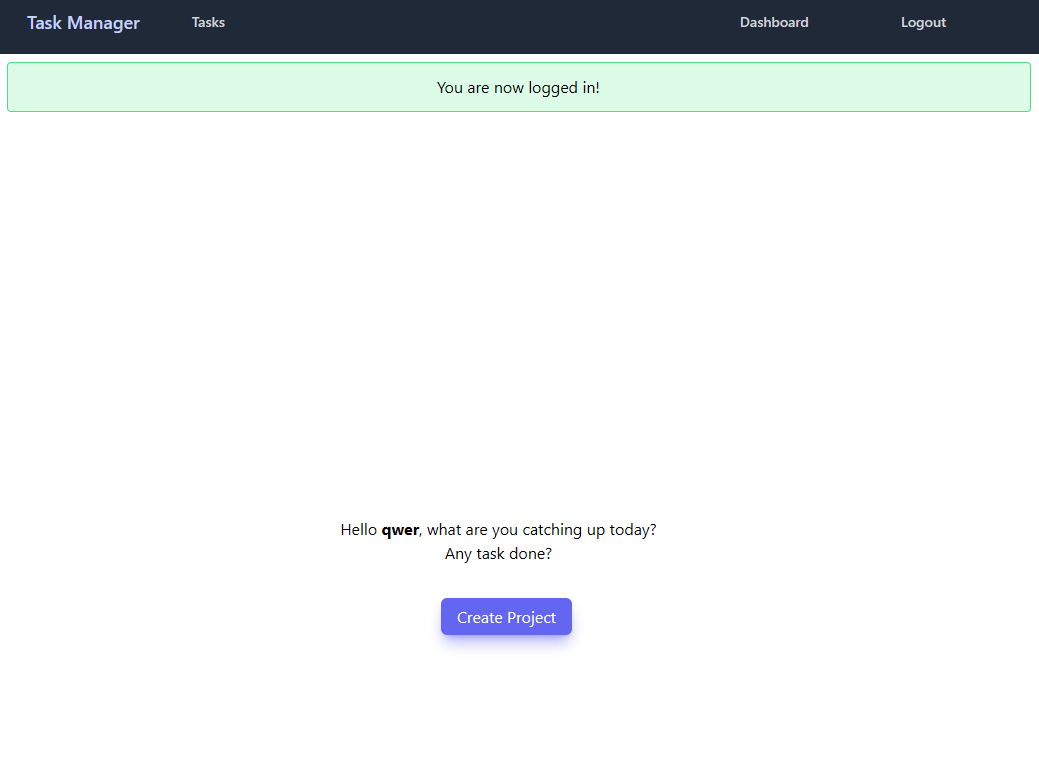 Task Manager
Tasks
Dashboard
Logout
You are now logged in!
Hello qwer, what are you catching up today?
Any task done?
Create Project